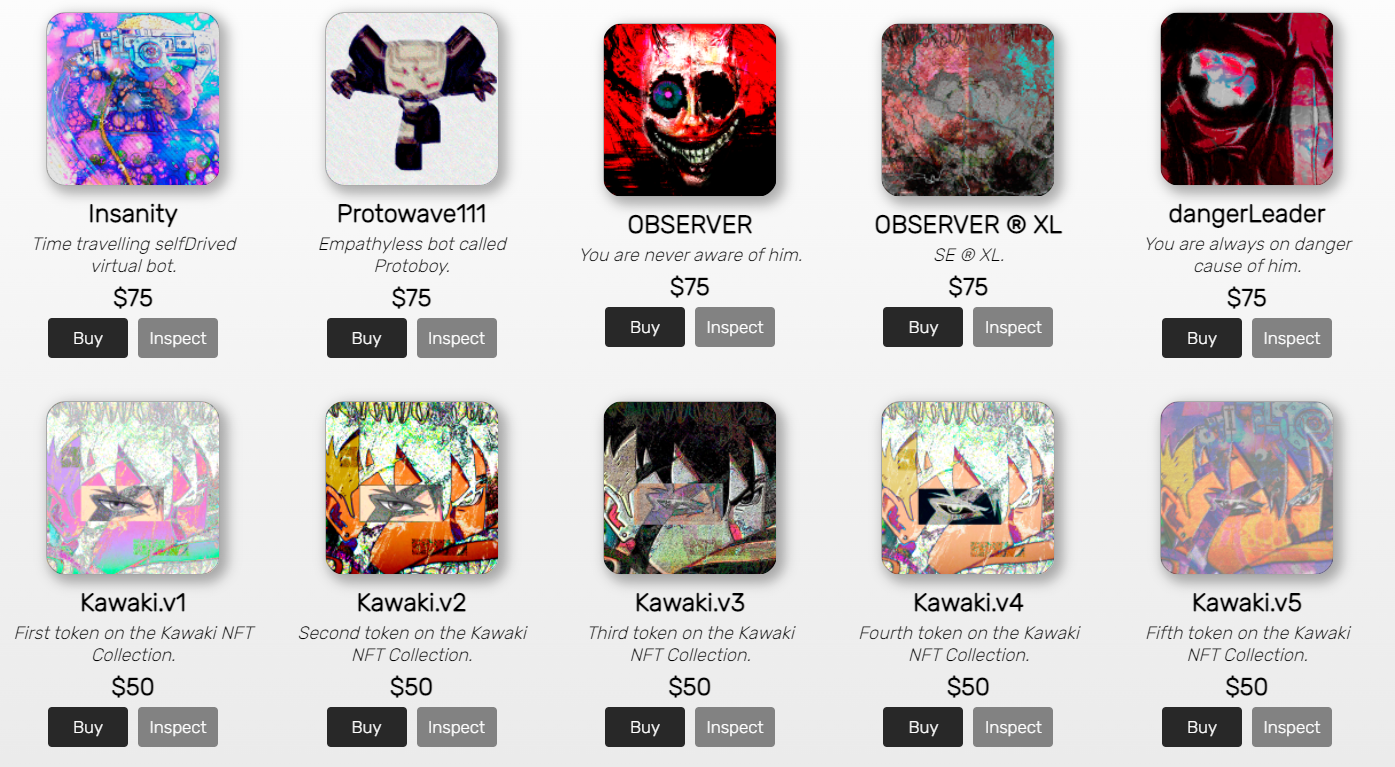 Insanity
Time travelling selfDrived
virtual bot.
$75
Buy Inspect
Protowave111
Empathyless bot called
Protoboy.
$75
Buy Inspect
OBSERVER
You are never aware of him.
$75
Buy Inspect
OBSERVER ® XL
SE ® XL.
$75
Buy Inspect
dangerLeader
You are always on danger
cause of him.
$75
Buy Inspect
Kawaki.v1
First token on the Kawaki NFT
Collection.
$50
Buy Inspect
Kawaki.v2
Second token on the Kawaki
NFT Collection.
$50
Buy Inspect
Kawaki.v3
Third token on the Kawaki
NFT Collection.
$50
Buy Inspect
Kawaki.v4
Fourth token on the Kawaki
NFT Collection.
$50
Buy Inspect
Kawaki.v5
Fifth token on the Kawaki
NFT Collection.
$50
Buy Inspect